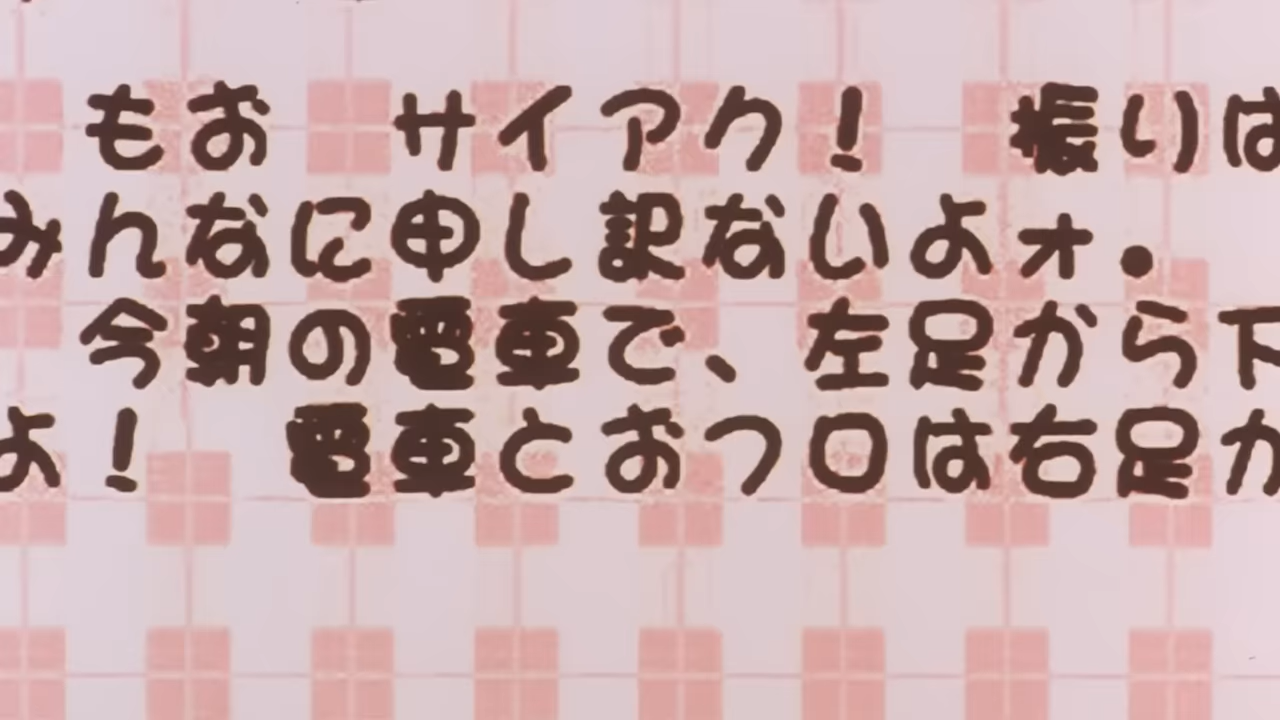 もお　サイアク！　振りは
みんなに申し訳ないよォ．
今朝の電車で、左足から下
よ！　電車とおつ口は右足か